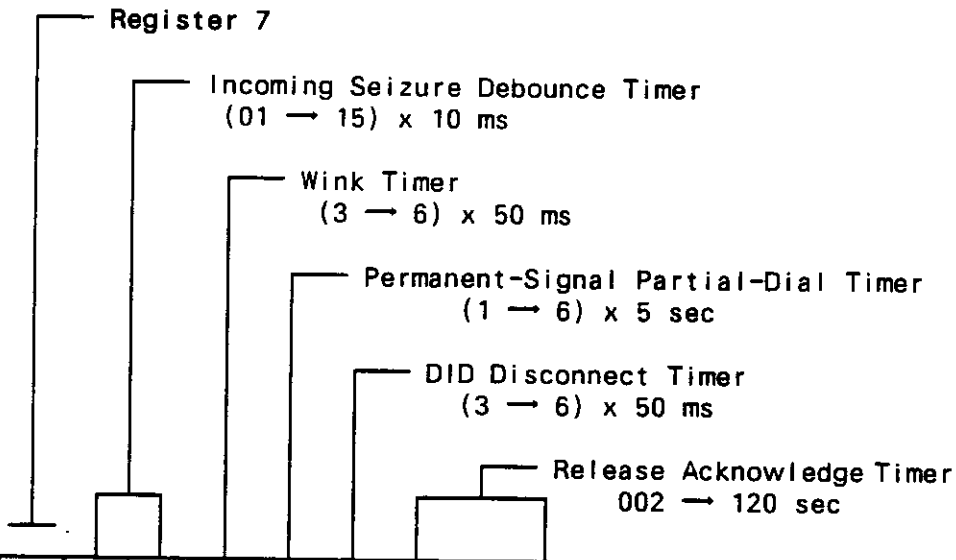 Register 7
Incoming Seizure Debounce Timer
(01 → 15) x 10 ms
Wink Timer
(3 → 6) x 50 ms
Permanent-Signal Partial-Dial Timer
(1 → 6) x 5 sec
DID Disconnect Timer
(3 → 6) x 50 ms
Release Acknowledge Timer
002 → 120 sec